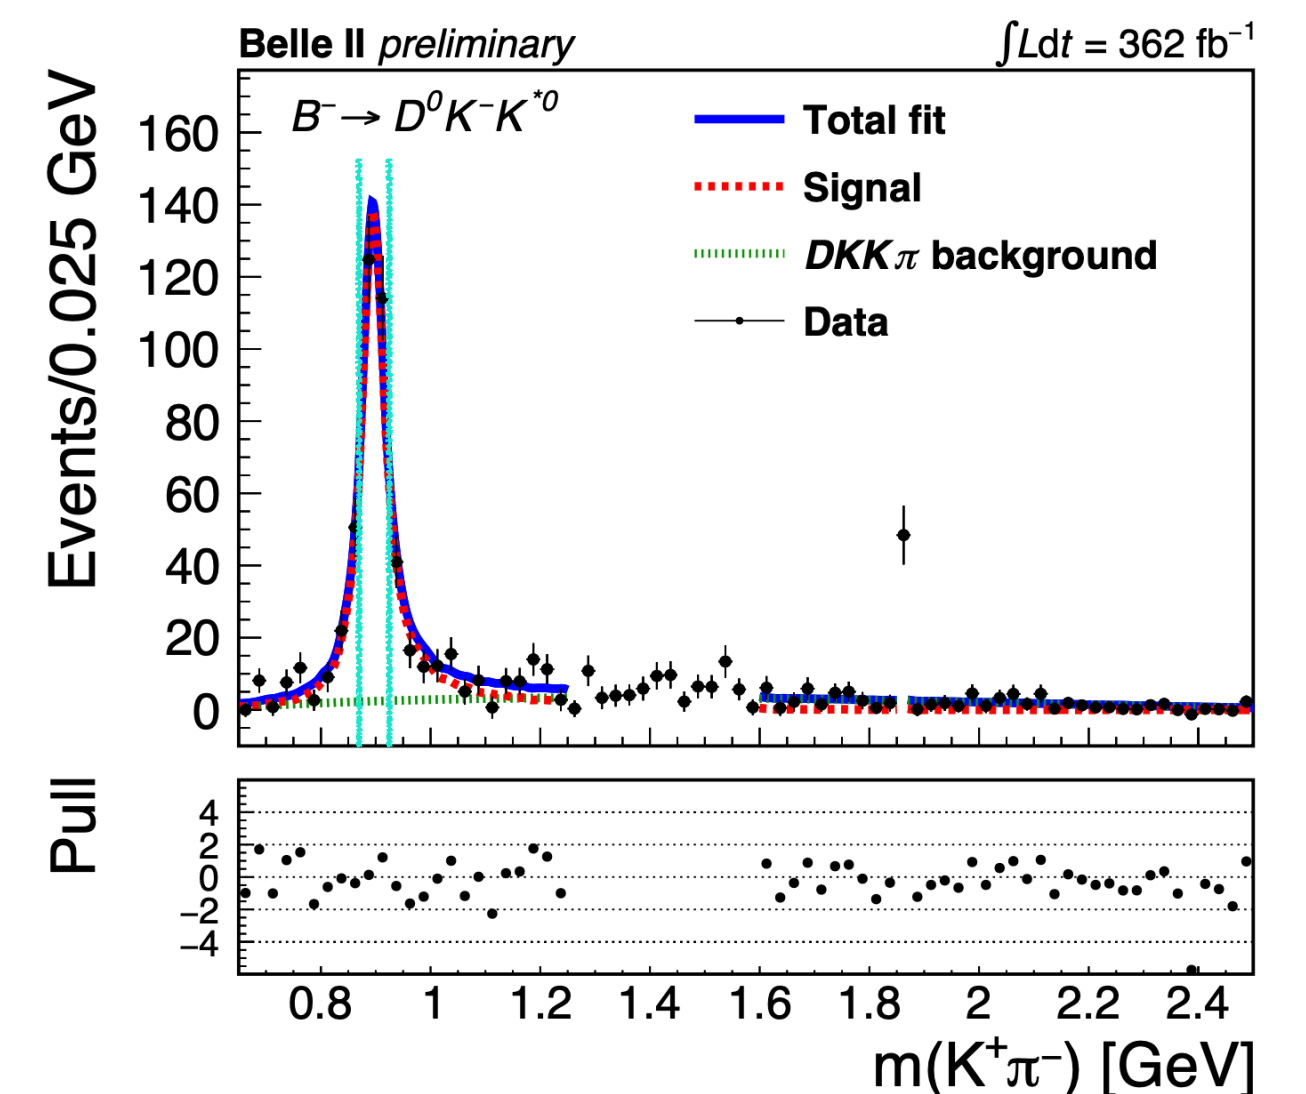 Belle II preliminary ∫Ldt = 362 fb⁻¹
B⁻ → D⁰K⁻K*⁰
Total fit
Signal
DKKπ background
Data
Events/0.025 GeV
160
140
120
100
80
60
40
20
0
Pull
4
2
0
−2
−4
0.8 1 1.2 1.4 1.6 1.8 2 2.2 2.4
m(K⁺π⁻) [GeV]